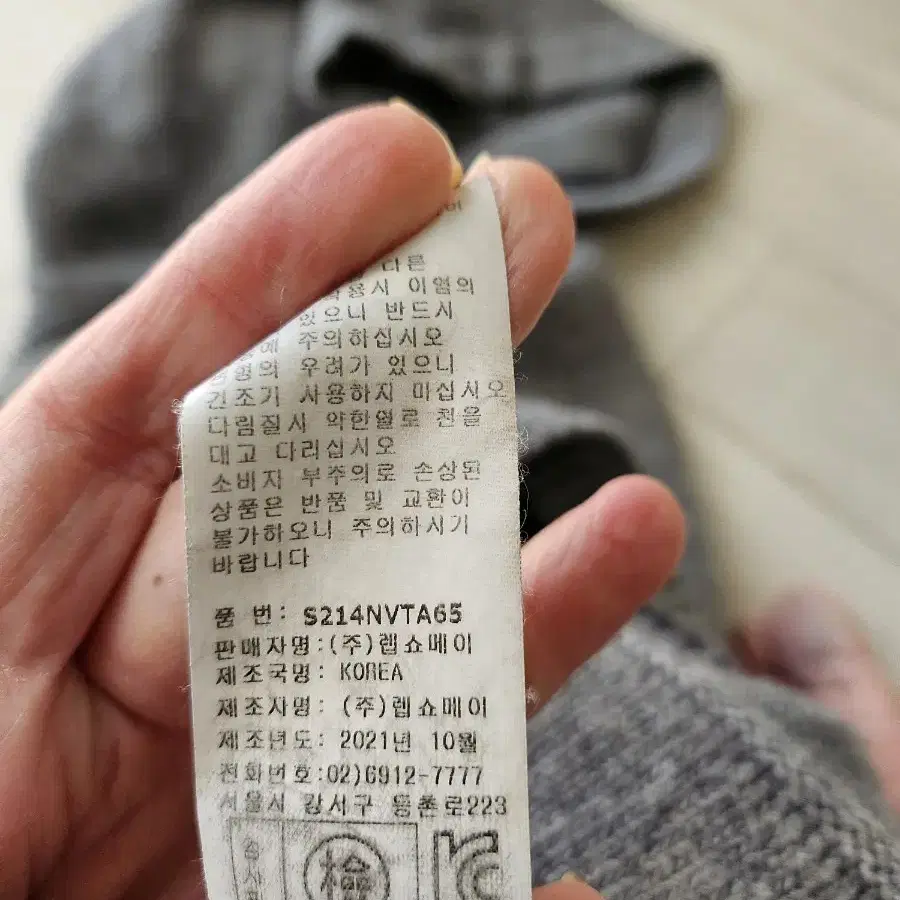 다른
이염의
있으니 반드시
주의하십시오
우려가 있으니
건조기 사용하지 마십시오
다림질시 약한열로 천을
대고 다리십시오
소비자 부주의로 손상된
상품은 반품 및 교환이
불가하오니 주의하시기
바랍니다
품 번: S214NVTA65
판매자명:(주)렙쇼메이
제조국명: KOREA
제조자명: (주)렙쇼메이
제조년도: 2021년 10월
전화번호:02)6912-7777
서울시 강서구 등촌로223
檢